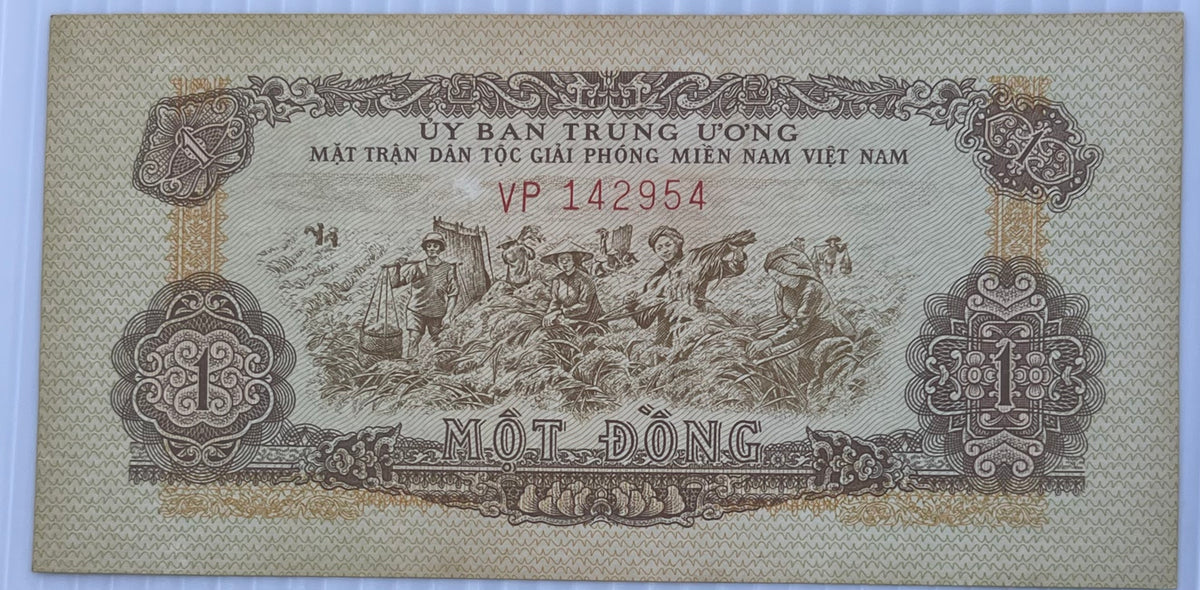 ỦY BAN TRUNG ƯƠNG
MẶT TRẬN DÂN TỘC GIẢI PHÓNG MIỀN NAM VIỆT NAM
1 1
VP 142954
1 1
MỘT ĐỒNG